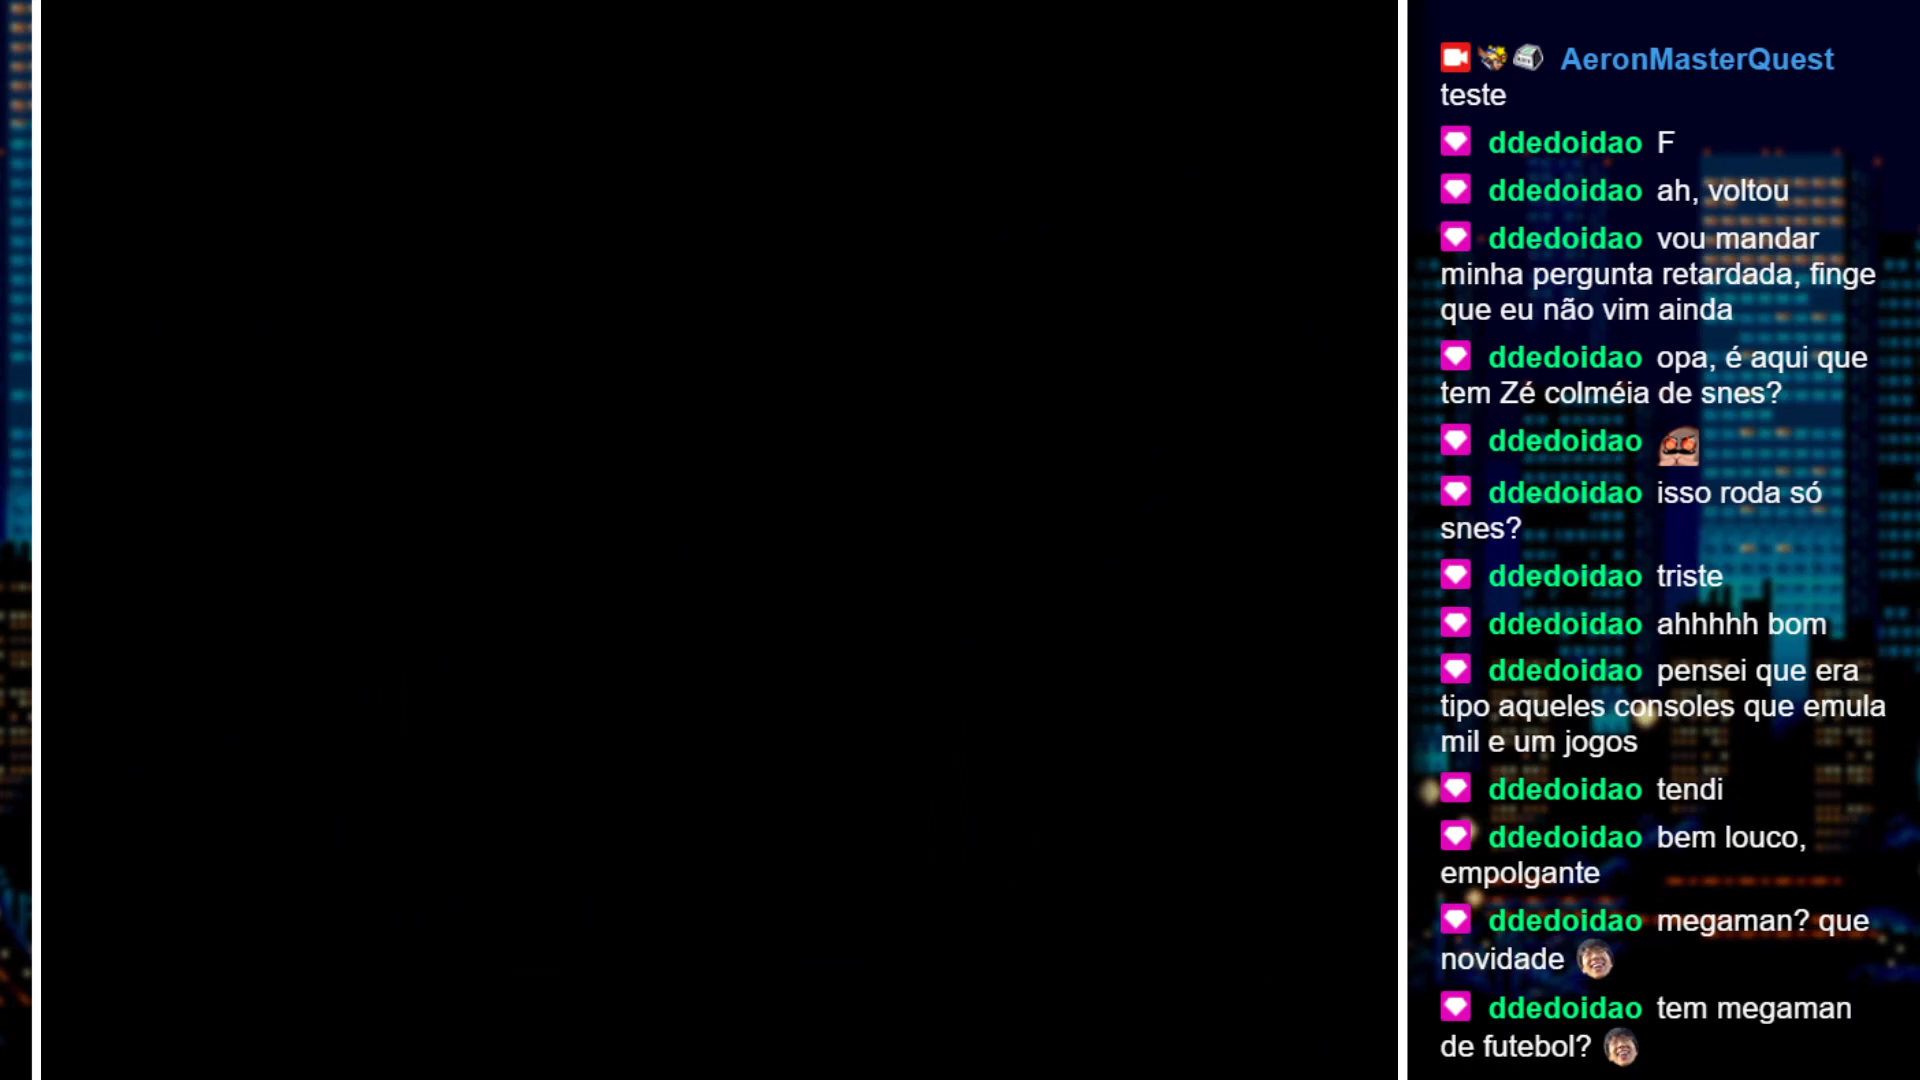 AeronMasterQuest
teste
ddedoidao F
ddedoidao ah, voltou
ddedoidao vou mandar
minha pergunta retardada, finge
que eu não vim ainda
ddedoidao opa, é aqui que
tem Zé colméia de snes?
ddedoidao
ddedoidao isso roda só
snes?
ddedoidao triste
ddedoidao ahhhhh bom
ddedoidao pensei que era
tipo aqueles consoles que emula
mil e um jogos
ddedoidao tendi
ddedoidao bem louco,
empolgante
ddedoidao megaman? que
novidade
ddedoidao tem megaman
de futebol?